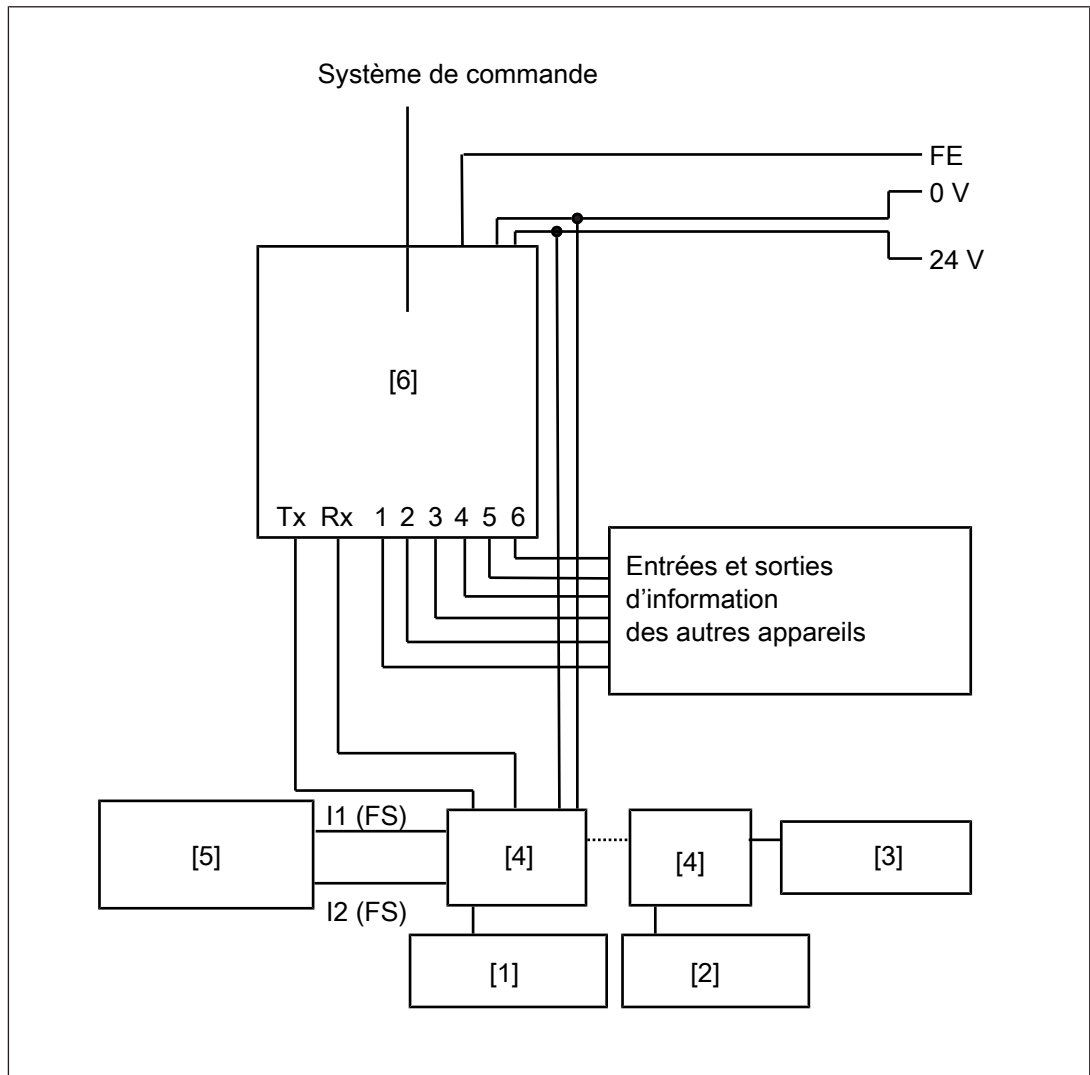 Système de commande
FE
0 V
24 V
[6]
Tx Rx 1 2 3 4 5 6
Entrées et sorties
d'information
des autres appareils
I1 (FS)
[5]
[4]
[4]
[3]
I2 (FS)
[1]
[2]